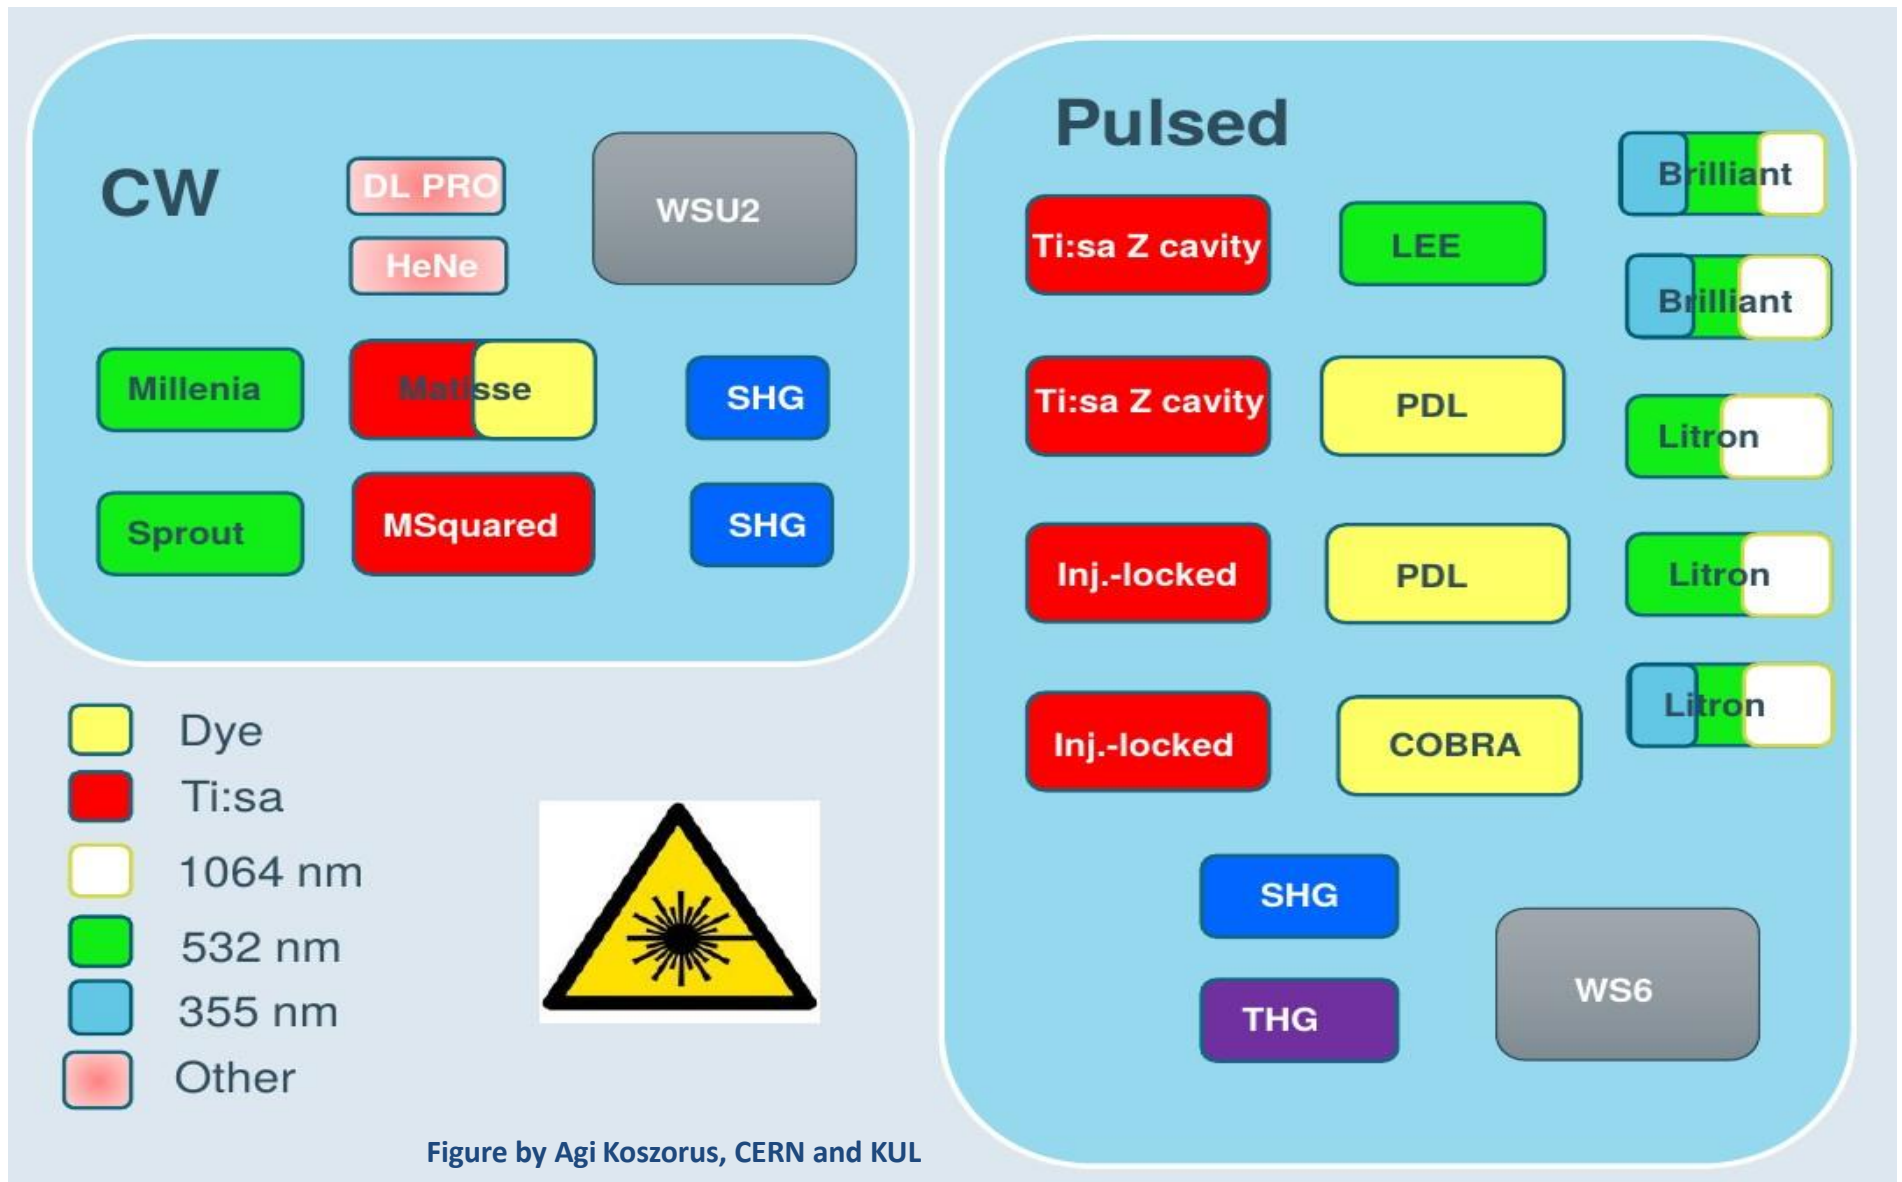 CW
DL PRO
HeNe
WSU2
Millenia
Matisse
SHG
Sprout
MSquared
SHG
Dye
Ti:sa
1064 nm
532 nm
355 nm
Other
Figure by Agi Koszorus, CERN and KUL
Pulsed
Ti:sa Z cavity
LEE
Brilliant
Brilliant
Ti:sa Z cavity
PDL
Litron
Inj.-locked
PDL
Litron
Inj.-locked
COBRA
Litron
SHG
THG
WS6